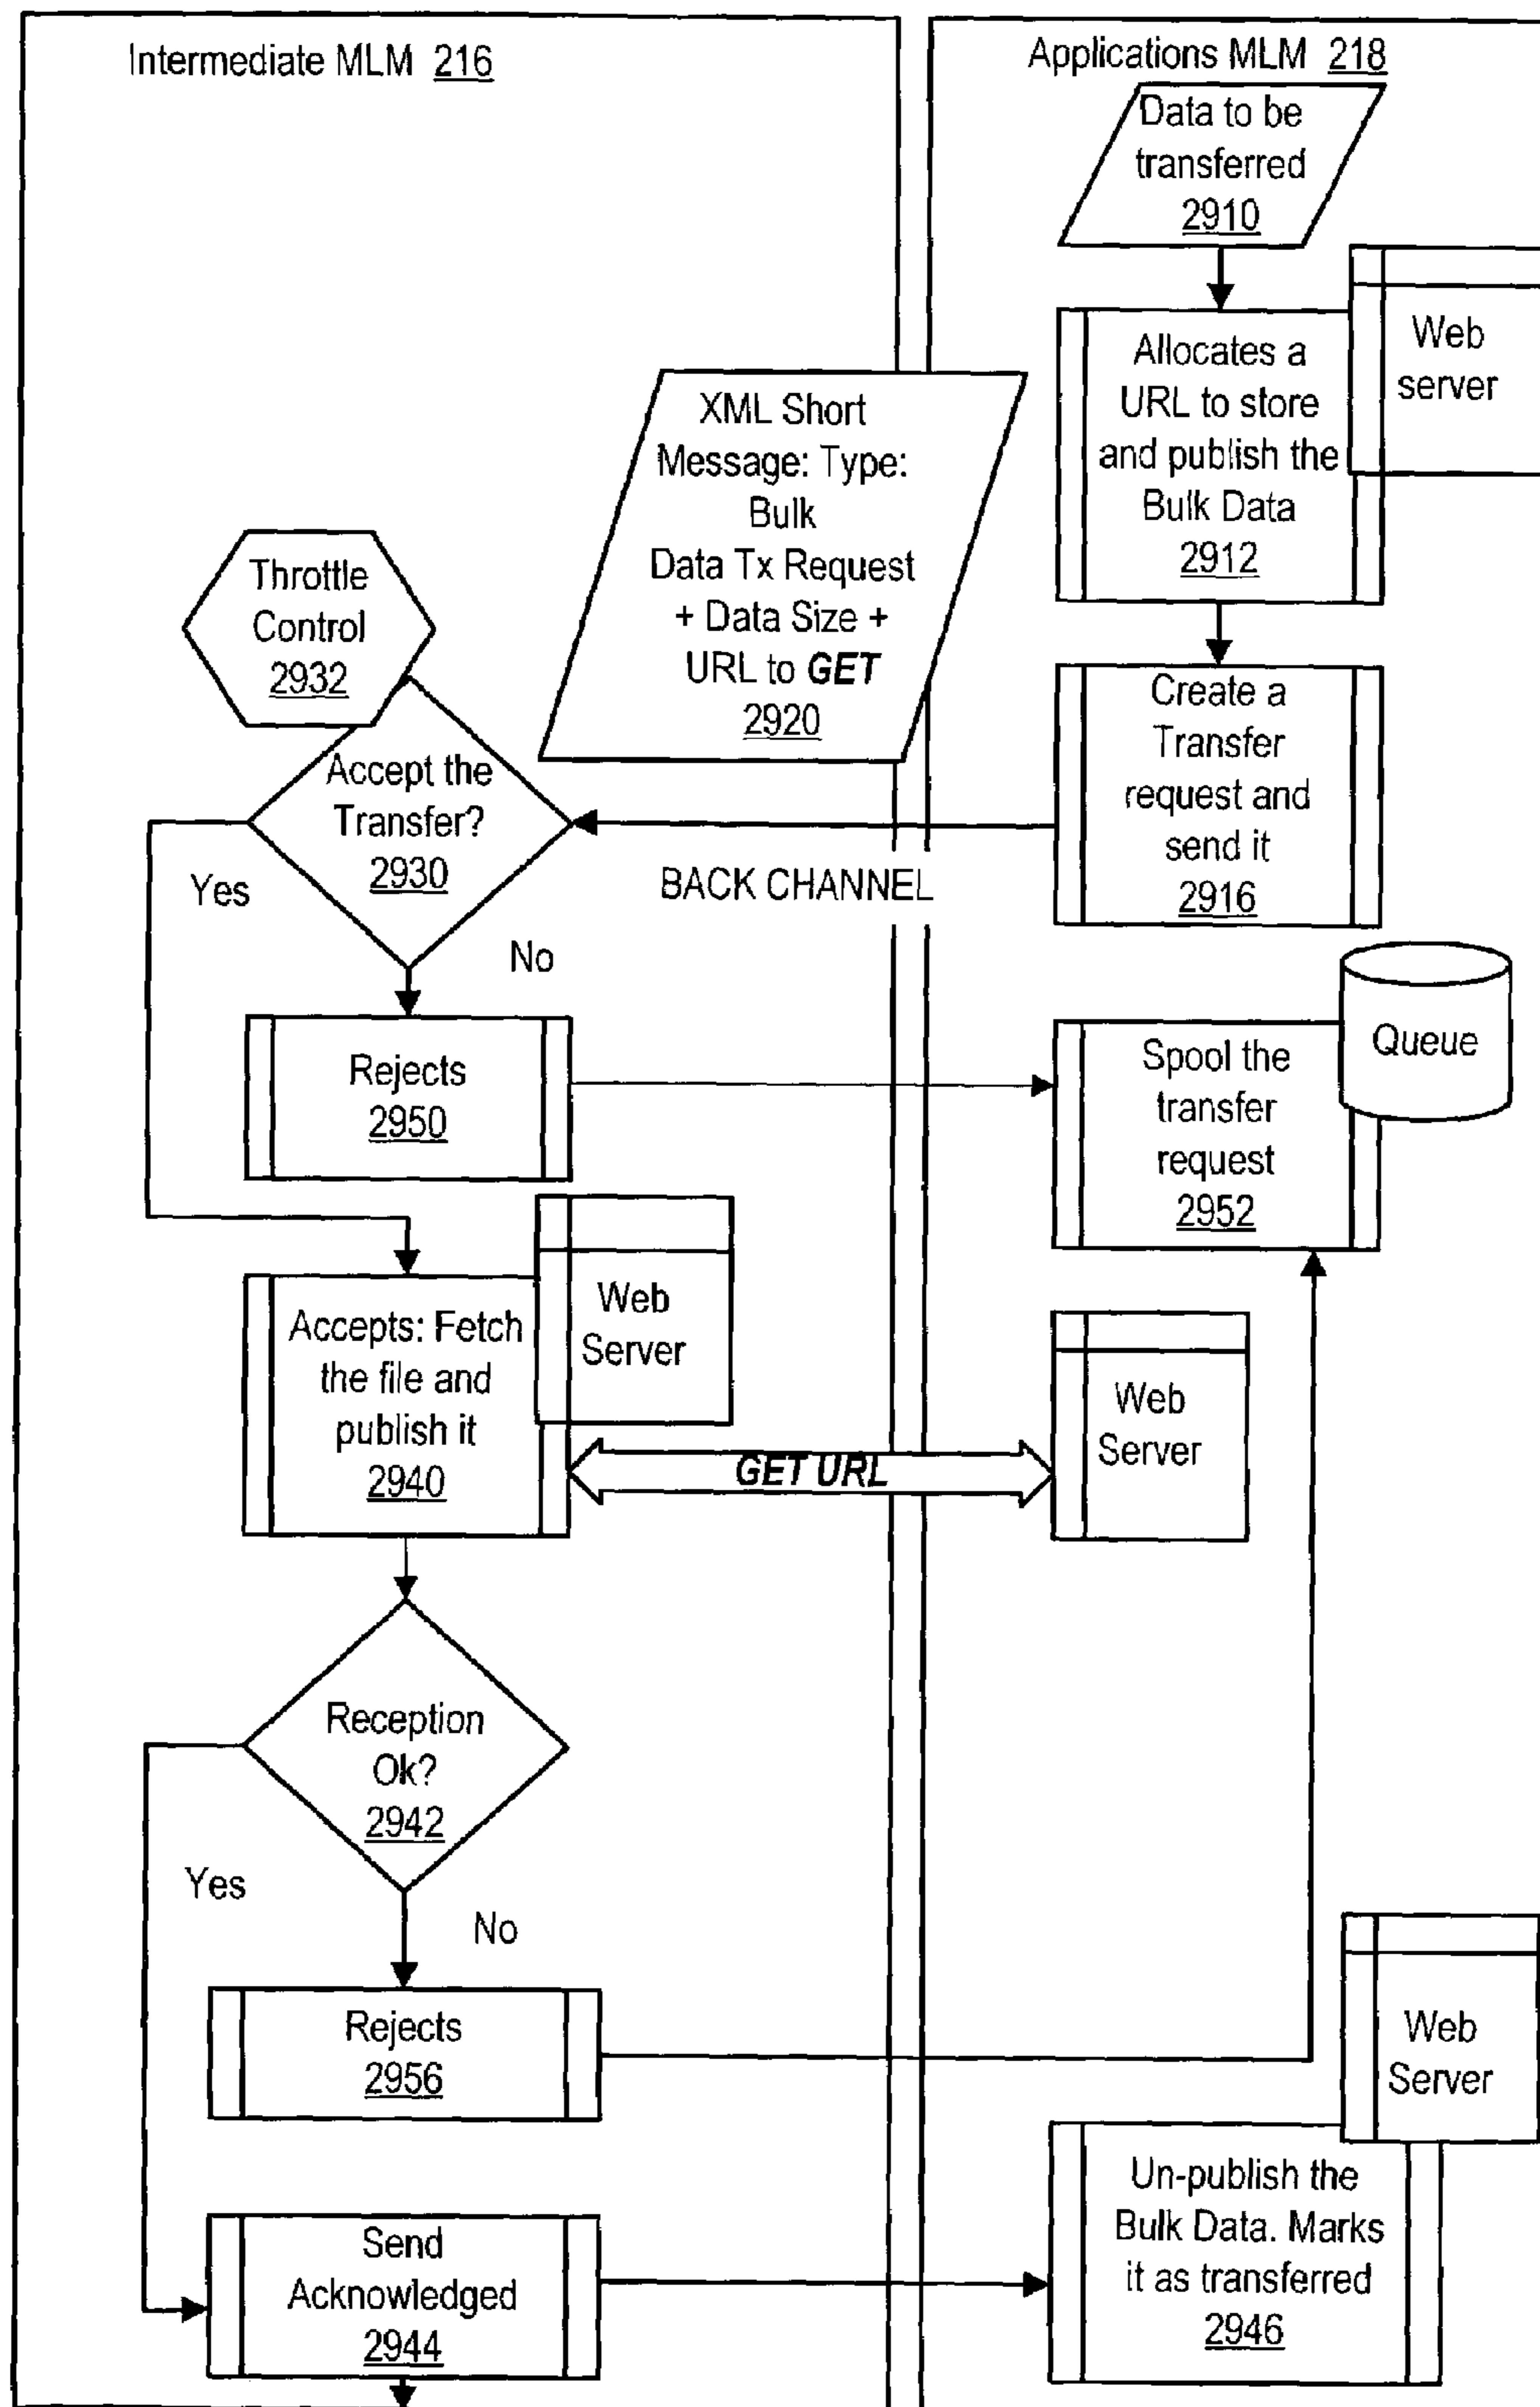 Intermediate MLM 216
Applications MLM 218
Data to be
transferred
2910
Web
server
Allocates a
URL to store
and publish the
Bulk Data
2912
XML Short
Message: Type:
Bulk
Data Tx Request
+ Data Size +
URL to GET
2920
Throttle
Control
2932
Create a
Transfer
request and
send it
2916
Accept the
Transfer?
2930
BACK CHANNEL
Yes
No
Rejects
2950
Queue
Spool the
transfer
request
2952
Web
Server
Accepts: Fetch
the file and
publish it
2940
GET URL
Web
Server
Reception
Ok?
2942
Yes
No
Rejects
2956
Web
Server
Un-publish the
Bulk Data. Marks
it as transferred
2946
Send
Acknowledged
2944